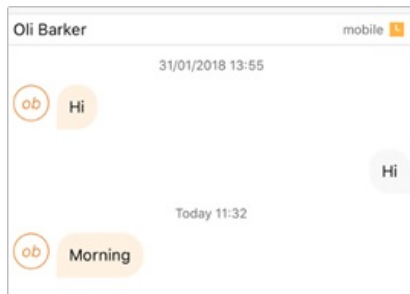 Oli Barker mobile
31/01/2018 13:55
ob Hi
Hi
Today 11:32
ob Morning